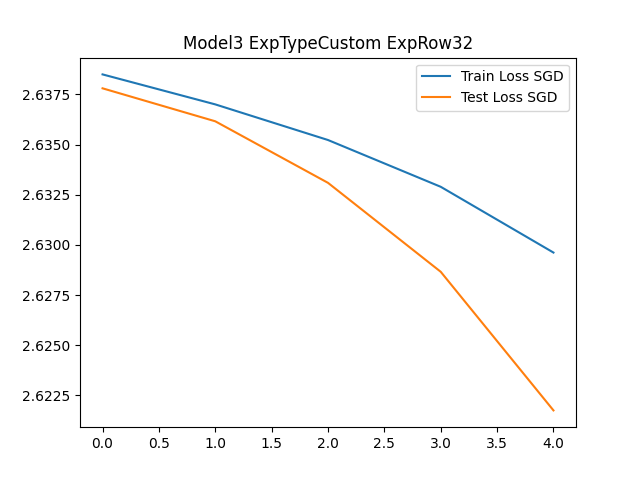 Model3 ExpTypeCustom ExpRow32
Train Loss SGD
Test Loss SGD
2.6375
2.6350
2.6325
2.6300
2.6275
2.6250
2.6225
0.0 0.5 1.0 1.5 2.0 2.5 3.0 3.5 4.0